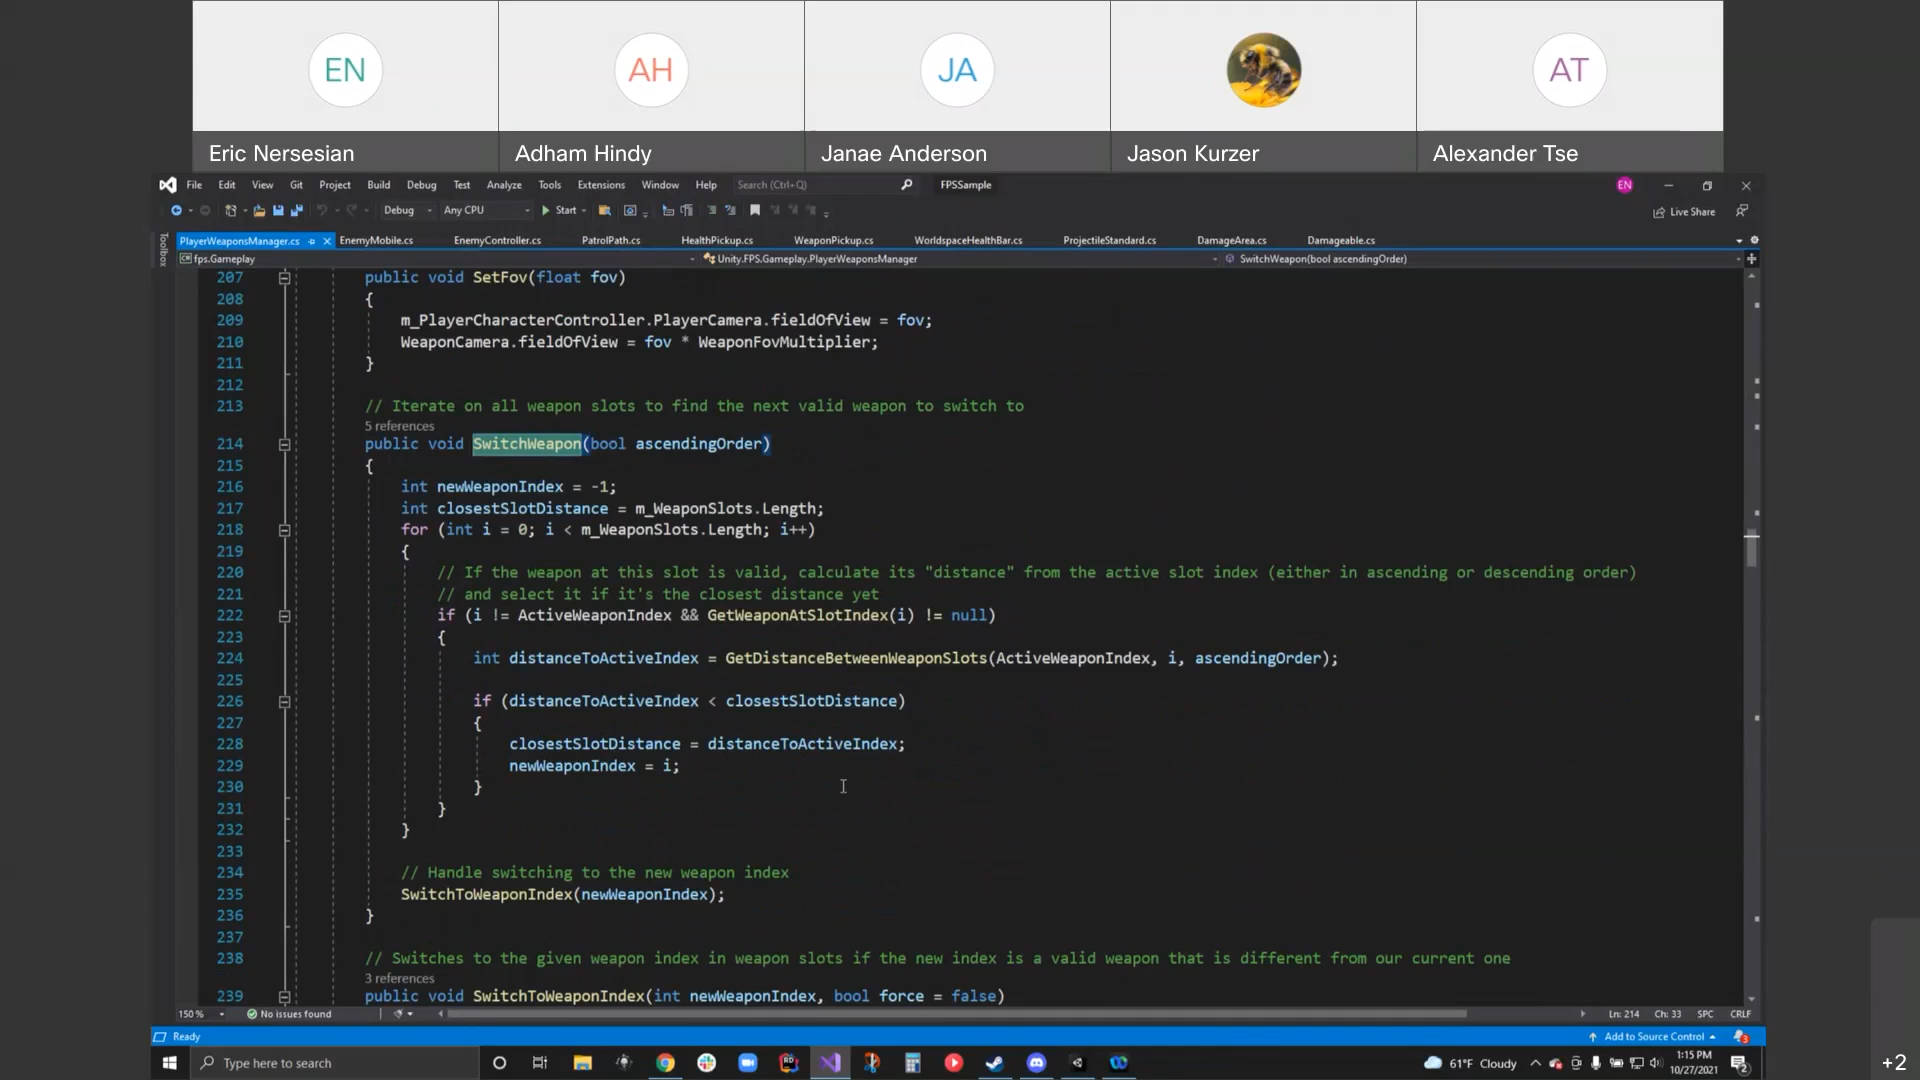 EN
AH
JA
AT
Eric Nersesian
Adham Hindy
Janae Anderson
Jason Kurzer
Alexander Tse
File Edit View Git Project Build Debug Test Analyze Tools Extensions Window Help Search (Ctrl+Q) FPSSample EN
Debug Any CPU Start Live Share
Toolbox
PlayerWeaponsManager.cs EnemyMobile.cs EnemyController.cs PatrolPath.cs HealthPickup.cs WeaponPickup.cs WorldspaceHealthBar.cs ProjectileStandard.cs DamageArea.cs Damageable.cs
fps.Gameplay Unity.FPS.Gameplay.PlayerWeaponsManager SwitchWeapon(bool ascendingOrder)
207 public void SetFov(float fov)
208 {
209 m_PlayerCharacterController.PlayerCamera.fieldOfView = fov;
210 WeaponCamera.fieldOfView = fov * WeaponFovMultiplier;
211 }
212
213 // Iterate on all weapon slots to find the next valid weapon to switch to
5 references
214 public void SwitchWeapon(bool ascendingOrder)
215 {
216 int newWeaponIndex = -1;
217 int closestSlotDistance = m_WeaponSlots.Length;
218 for (int i = 0; i < m_WeaponSlots.Length; i++)
219 {
220 // If the weapon at this slot is valid, calculate its "distance" from the active slot index (either in ascending or descending order)
221 // and select it if it's the closest distance yet
222 if (i != ActiveWeaponIndex && GetWeaponAtSlotIndex(i) != null)
223 {
224 int distanceToActiveIndex = GetDistanceBetweenWeaponSlots(ActiveWeaponIndex, i, ascendingOrder);
225
226 if (distanceToActiveIndex < closestSlotDistance)
227 {
228 closestSlotDistance = distanceToActiveIndex;
229 newWeaponIndex = i;
230 }
231 }
232 }
233
234 // Handle switching to the new weapon index
235 SwitchToWeaponIndex(newWeaponIndex);
236 }
237
238 // Switches to the given weapon index in weapon slots if the new index is a valid weapon that is different from our current one
3 references
239 public void SwitchToWeaponIndex(int newWeaponIndex, bool force = false)
150 % No issues found Ln: 214 Ch: 33 SPC CRLF
Ready Add to Source Control
Type here to search 61°F Cloudy 1:15 PM
10/27/2021
+2